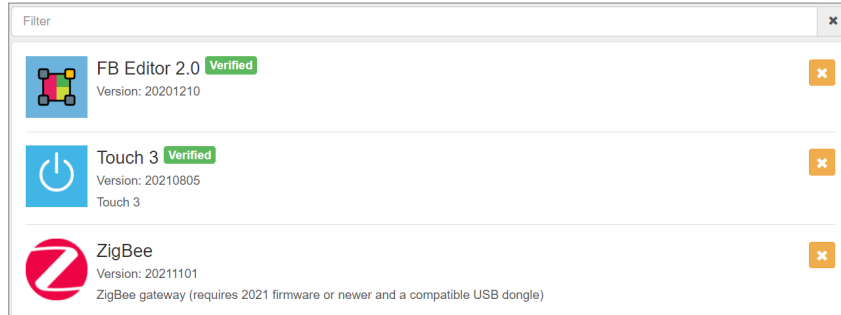 Filter
FB Editor 2.0 Verified
Version: 20201210
Touch 3 Verified
Version: 20210805
Touch 3
ZigBee
Version: 20211101
ZigBee gateway (requires 2021 firmware or newer and a compatible USB dongle)